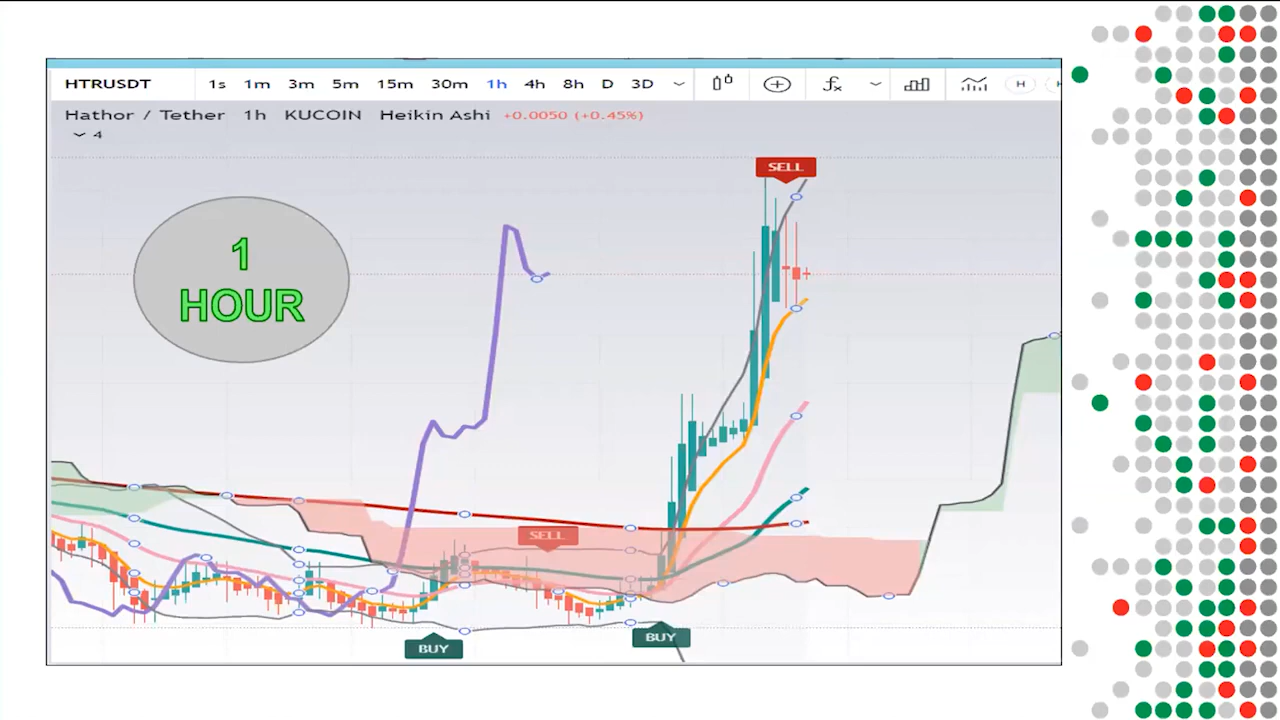 HTRUSDT 1s 1m 3m 5m 15m 30m 1h 4h 8h D 3D
Hathor / Tether 1h KUCOIN Heikin Ashi +0.0050 (+0.45%)
4
SELL
1
HOUR
SELL
BUY
BUY